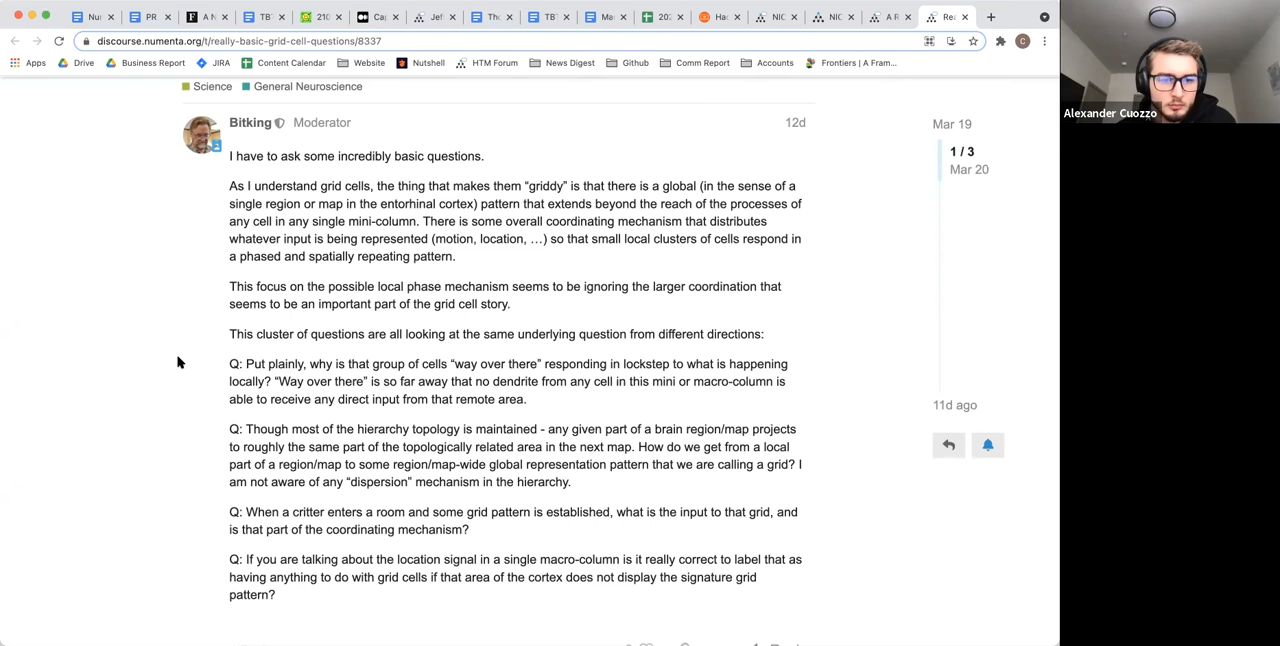 Nu
PR
A N
TB
210
Ca
Jef
Th
TB
Ma
202
Ha
NIC
NIC
A R
Re
discourse.numenta.org/t/really-basic-grid-cell-questions/8337
C
Apps Drive Business Report JIRA Content Calendar Website Nutshell HTM Forum News Digest Github Comm Report Accounts Frontiers | A Fram...
Science General Neuroscience
Bitking Moderator 12d
I have to ask some incredibly basic questions.
As I understand grid cells, the thing that makes them “griddy” is that there is a global (in the sense of a
single region or map in the entorhinal cortex) pattern that extends beyond the reach of the processes of
any cell in any single mini-column. There is some overall coordinating mechanism that distributes
whatever input is being represented (motion, location, …) so that small local clusters of cells respond in
a phased and spatially repeating pattern.
This focus on the possible local phase mechanism seems to be ignoring the larger coordination that
seems to be an important part of the grid cell story.
This cluster of questions are all looking at the same underlying question from different directions:
Q: Put plainly, why is that group of cells “way over there” responding in lockstep to what is happening
locally? “Way over there” is so far away that no dendrite from any cell in this mini or macro-column is
able to receive any direct input from that remote area.
Q: Though most of the hierarchy topology is maintained - any given part of a brain region/map projects
to roughly the same part of the topologically related area in the next map. How do we get from a local
part of a region/map to some region/map-wide global representation pattern that we are calling a grid? I
am not aware of any “dispersion” mechanism in the hierarchy.
Q: When a critter enters a room and some grid pattern is established, what is the input to that grid, and
is that part of the coordinating mechanism?
Q: If you are talking about the location signal in a single macro-column is it really correct to label that as
having anything to do with grid cells if that area of the cortex does not display the signature grid
pattern?
Mar 19
1 / 3
Mar 20
11d ago
Alexander Cuozzo